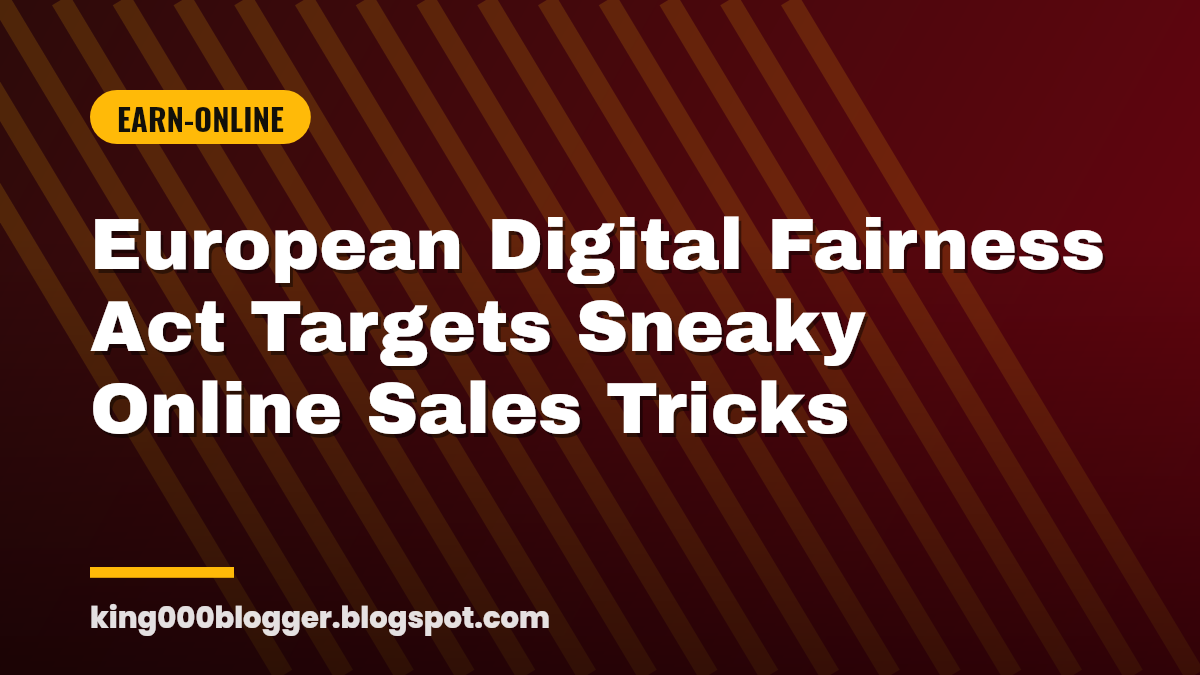 EARN-ONLINE
European Digital Fairness
Act Targets Sneaky
Online Sales Tricks
king000blogger.blogspot.com